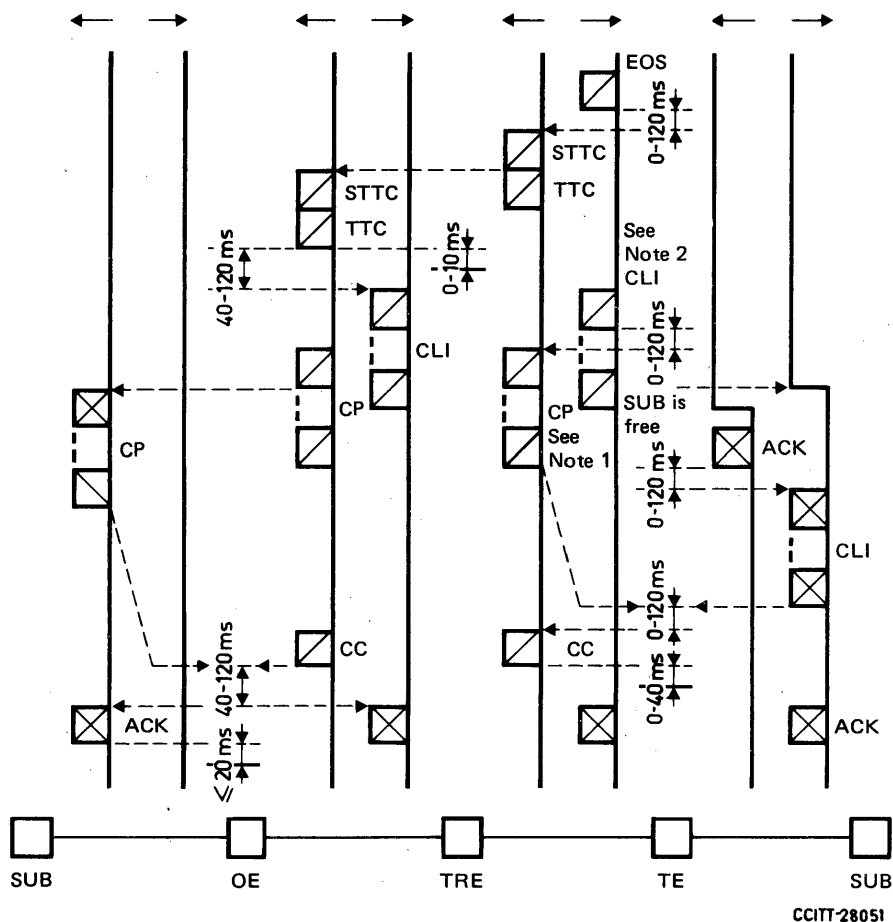 EOS
0-120 ms
STTC
TTC
STTC
TTC
40-120 ms
0-10 ms
See
Note 2
CLI
0-120 ms
CLI
CP
CP
See
Note 1
SUB is
free
CP
ACK
0-120 ms
CLI
0-120 ms
CC
CC
0-40 ms
40-120 ms
ACK
ACK
≤ 20 ms
SUB
OE
TRE
TE
SUB
CCITT-28051